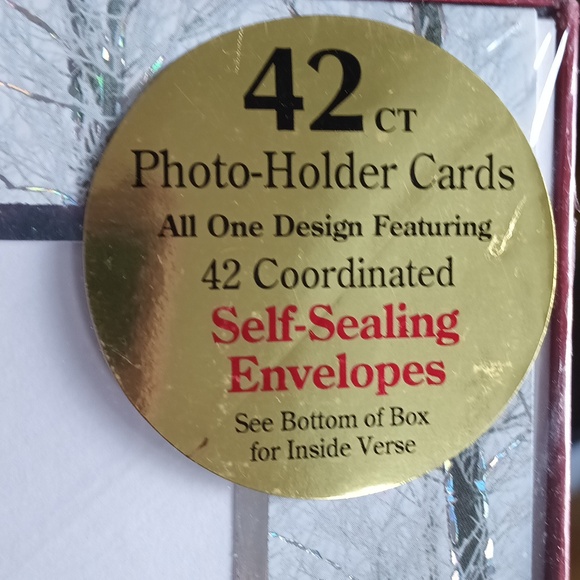 42 CT
Photo-Holder Cards
All One Design Featuring
42 Coordinated
Self-Sealing
Envelopes
See Bottom of Box
for Inside Verse